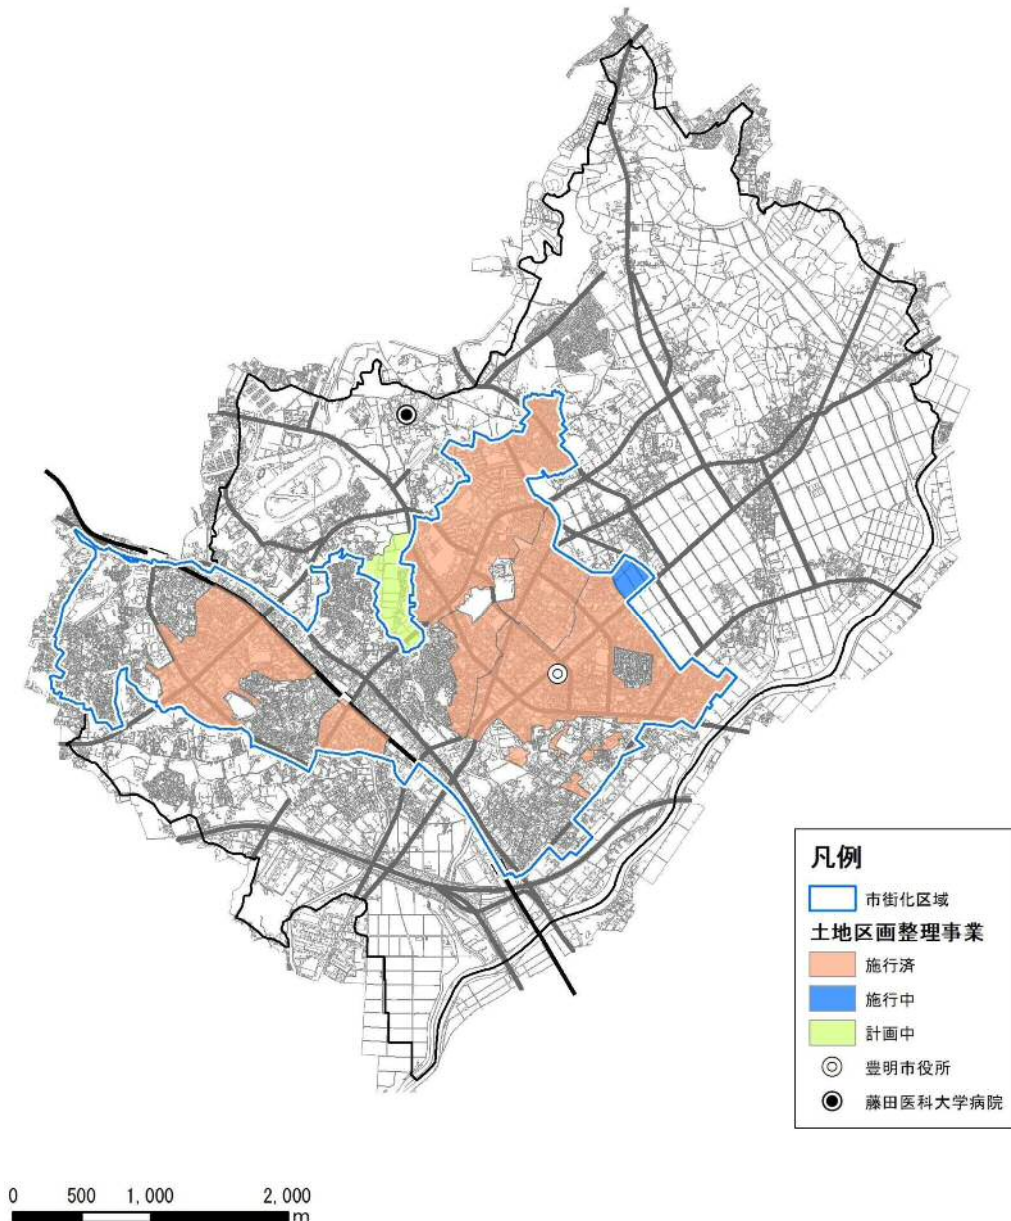 凡例
市街化区域
土地区画整理事業
施行済
施行中
計画中
豊明市役所
藤田医科大学病院
0 500 1,000 2,000
m